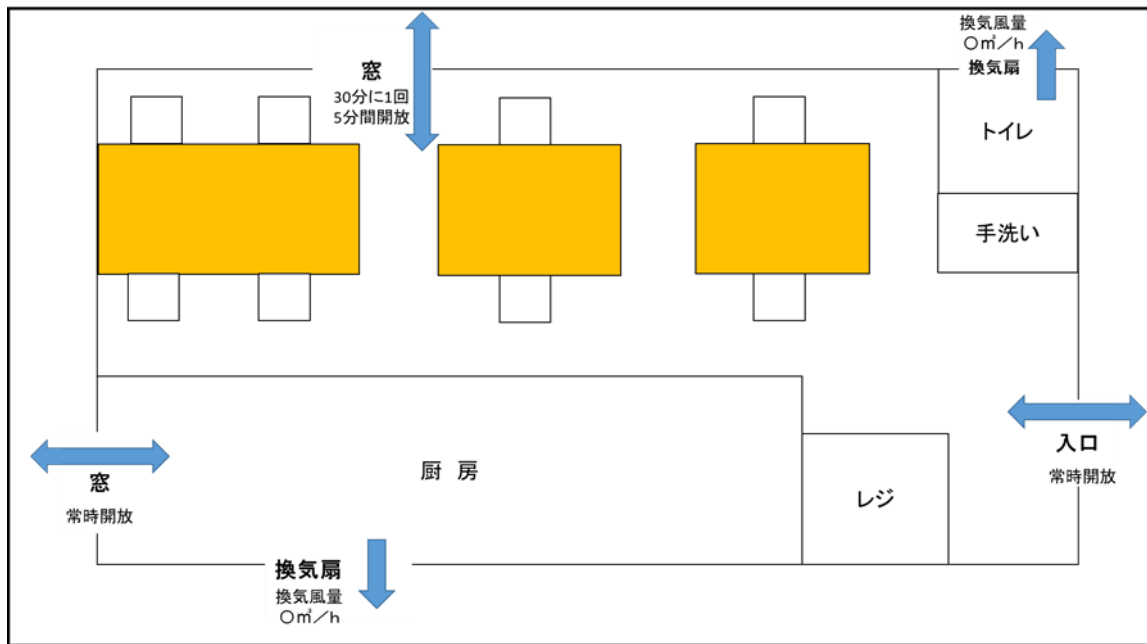 換気風量
〇㎥/h
換気扇
窓
30分に1回
5分間開放
トイレ
手洗い
入口
常時開放
厨 房
レジ
窓
常時開放
換気扇
換気風量
〇㎥/h